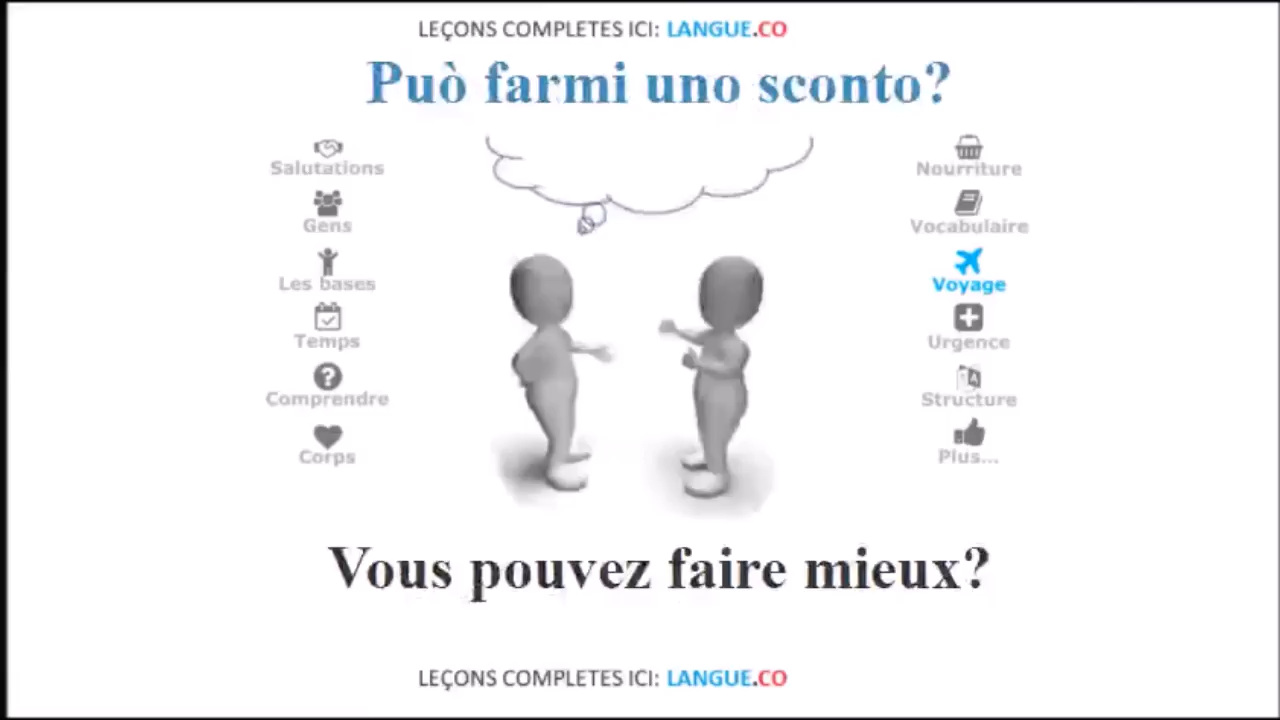 LEÇONS COMPLETES ICI: LANGUE.CO
Può farmi uno sconto?
Salutations
Gens
Les bases
Temps
Comprendre
Corps
Nourriture
Vocabulaire
Voyage
Urgence
Structure
Plus...
Vous pouvez faire mieux?
LEÇONS COMPLETES ICI: LANGUE.CO